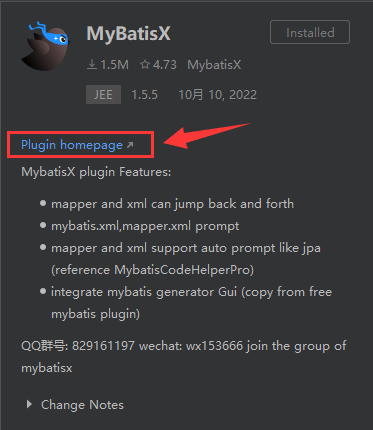 MyBatisX
Installed
1.5M 4.73 MybatisX
JEE 1.5.5 10月 10, 2022
Plugin homepage ↗
MybatisX plugin Features:
• mapper and xml can jump back and forth
• mybatis.xml,mapper.xml prompt
• mapper and xml support auto prompt like jpa
(reference MybatisCodeHelperPro)
• integrate mybatis generator Gui (copy from free
mybatis plugin)
QQ群号: 829161197 wechat: wx153666 join the group of
mybatisx
Change Notes